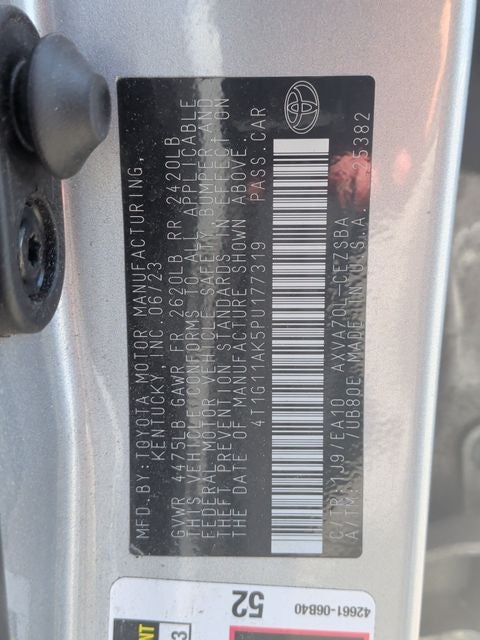 MFD. BY: TOYOTA MOTOR MANUFACTURING,
KENTUCKY, INC. 06/23
GVWR 4475LB GAWR FR 2620LB RR 2420LB
THIS VEHICLE CONFORMS TO ALL APPLICABLE
FEDERAL MOTOR VEHICLE SAFETY, BUMPER, AND
THEFT PREVENTION STANDARDS IN EFFECT ON
THE DATE OF MANUFACTURE SHOWN ABOVE.
4T1G11AK5PU177319 PASS. CAR
C/TR: 1J9 /EA10 AXVA70L-CEZSBA
A/TM: /UB80E MADE IN U.S.A. 25382
52
42661-06B40